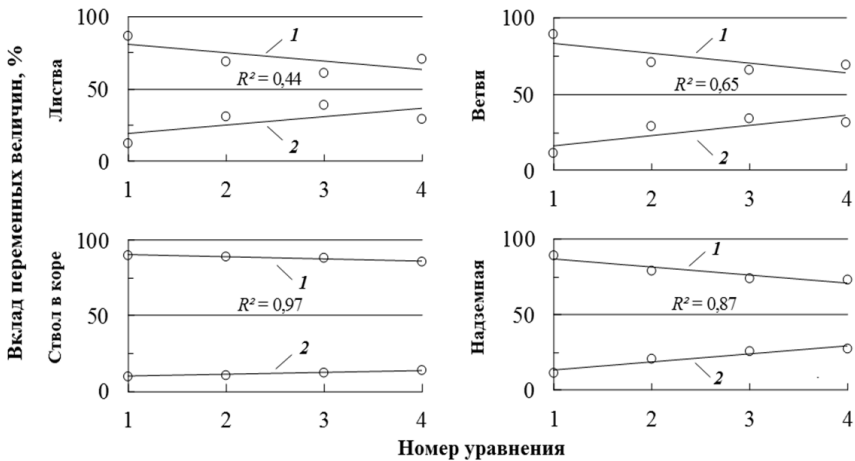 Вклад переменных величин, %
Листва
100
50
0
1
R² = 0,44
2
1 2 3 4
Ветви
100
50
0
1
R² = 0,65
2
1 2 3 4
Ствол в коре
100
50
0
1
R² = 0,97
2
1 2 3 4
Надземная
100
50
0
1
R² = 0,87
2
1 2 3 4
Номер уравнения